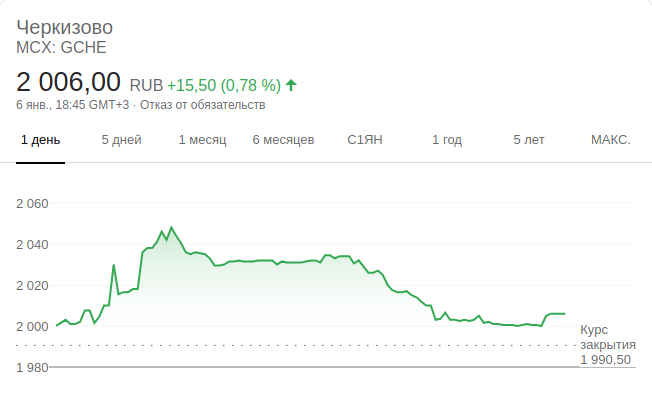 Черкизово
MCX: GCHE
2 006,00 RUB +15,50 (0,78 %)
6 янв., 18:45 GMT+3 · Отказ от обязательств
1 день 5 дней 1 месяц 6 месяцев С1ЯН 1 год 5 лет МАКС.
2 060
2 040
2 020
2 000
Курс
закрытия
1 990,50
1 980